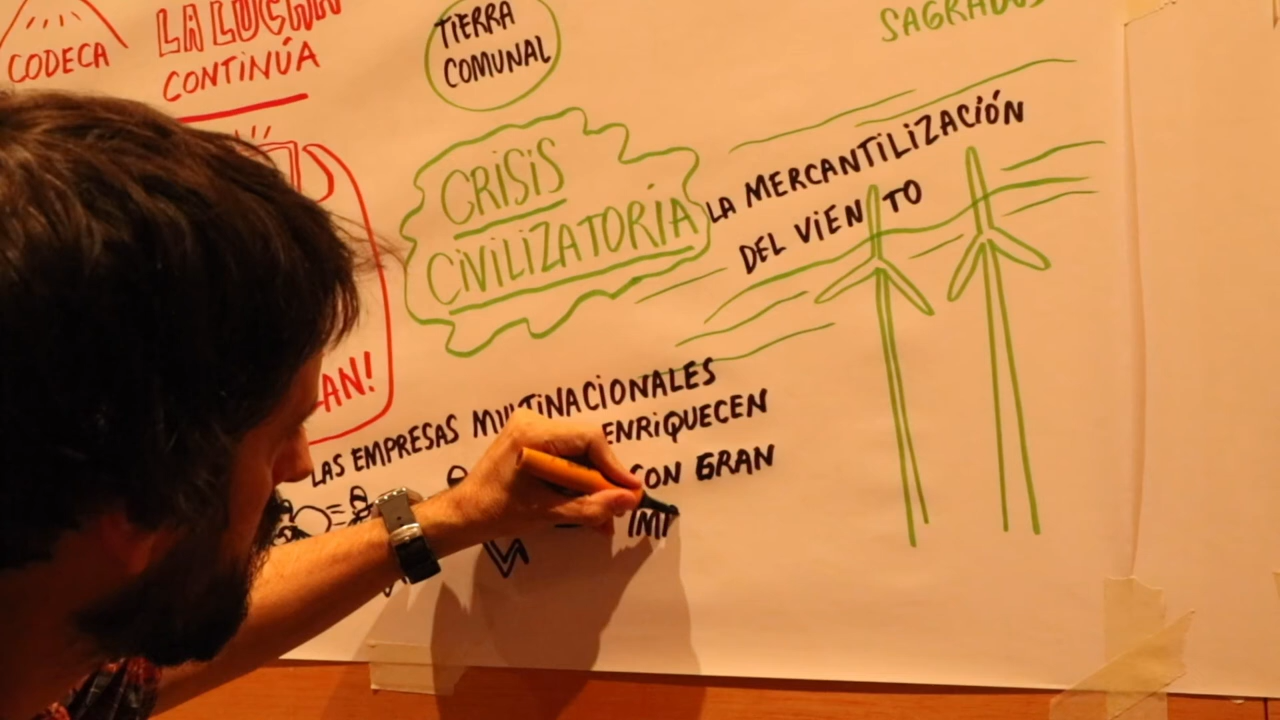 CODECA
LA LUCHA
CONTINÚA
TIERRA
COMUNAL
SAGRADOS
CRISIS
CIVILIZATORIA
LA MERCANTILIZACIÓN
DEL VIENTO
AN!
LAS EMPRESAS MULTINACIONALES
ENRIQUECEN
CON GRAN
IMP